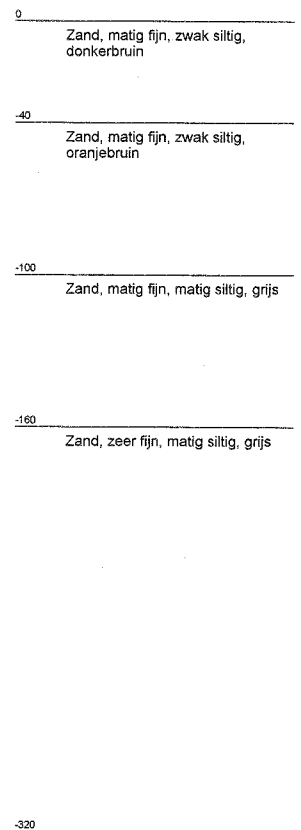 0
Zand, matig fijn, zwak siltig,
donkerbruin
-40
Zand, matig fijn, zwak siltig,
oranjebruin
-100
Zand, matig fijn, matig siltig, grijs
-160
Zand, zeer fijn, matig siltig, grijs
-320